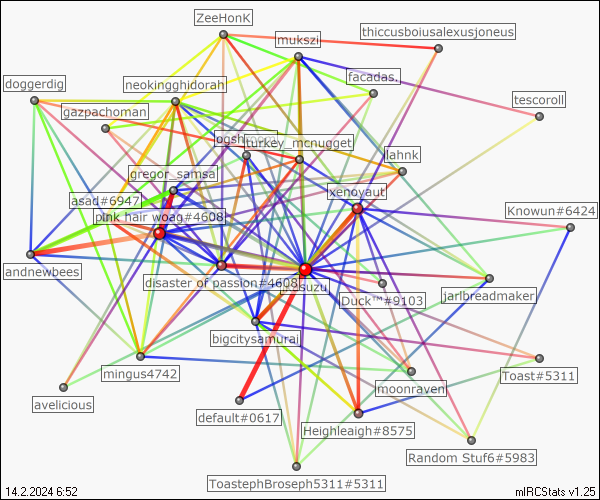 ZeeHonK
thiccusboiusalexusjoneus
mukszi
facadas.
doggerdig
neokingghidorah
tescoroll
gazpachoman
turkey_mcnugget
lahnk
gregor_samsa
xenoyaut
asad#6947
pink hair woag#4608
Knowun#6424
andnewbees
disaster of passion#4608
Duck™#9103
jarlbreadmaker
bigcitysamurai
mingus4742
moonraven
Toast#5311
avelicious
default#0617
Heighleaigh#8575
Random Stuf6#5983
ToastephBroseph5311#5311
14.2.2024 6:52
mIRCStats v1.25